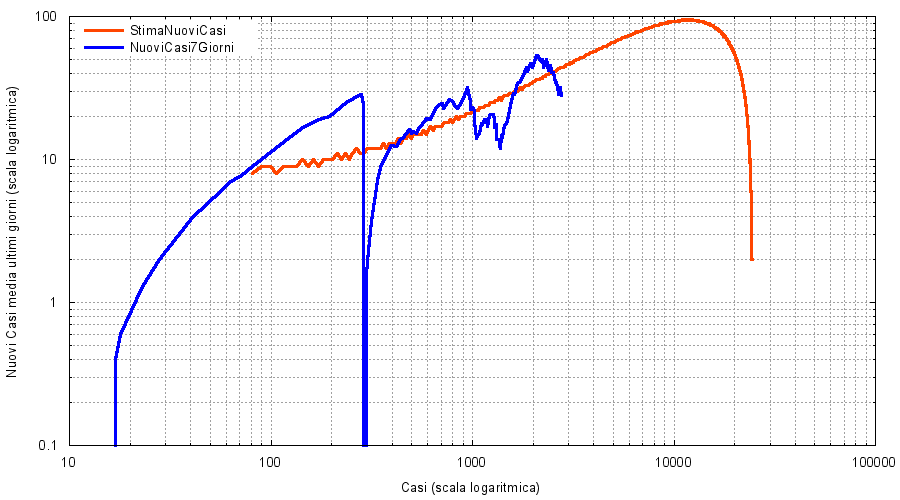 100
StimaNuoviCasi
NuoviCasi7Giorni
10
1
0.1
Nuovi Casi media ultimi giorni (scala logaritmica)
10
100
1000
10000
100000
Casi (scala logaritmica)